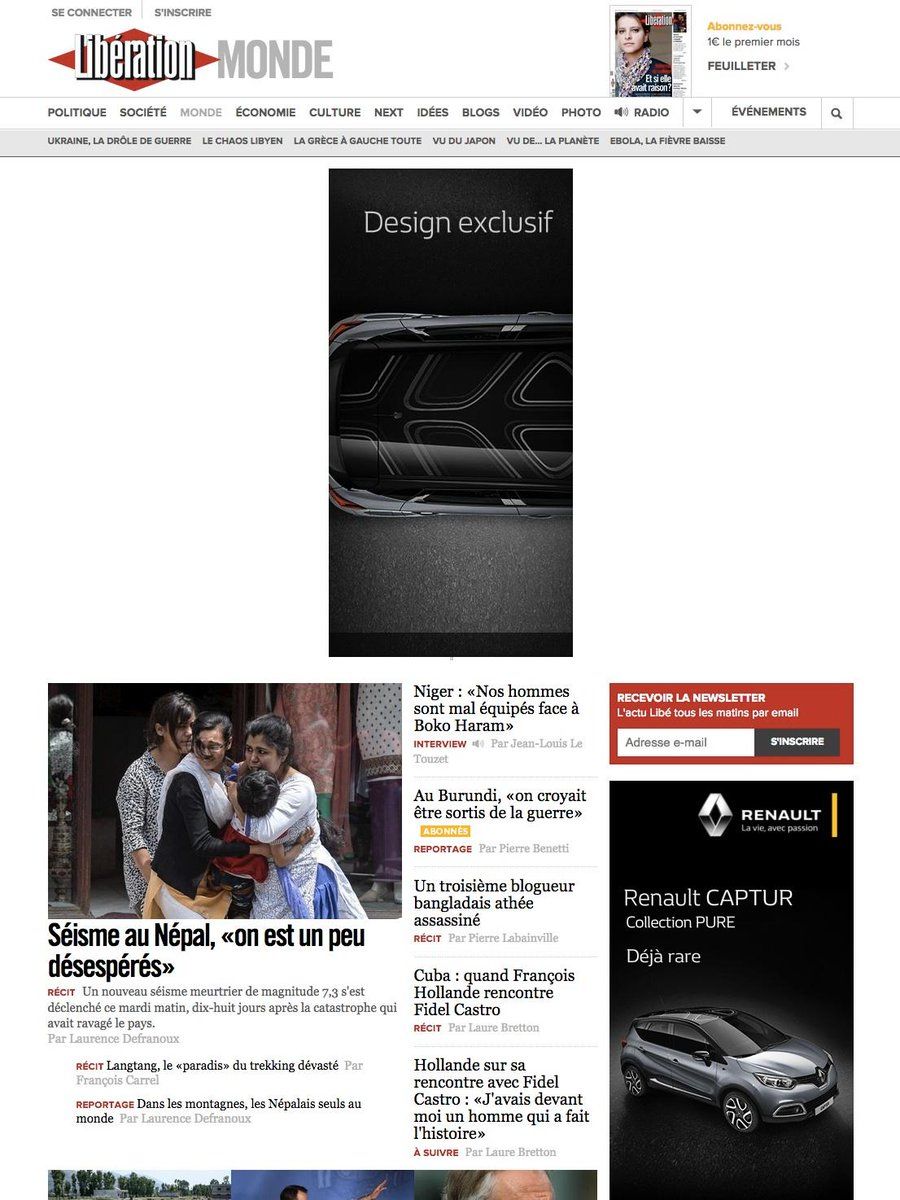 SE CONNECTER S'INSCRIRE
Libération MONDE
Libération
Et si elle
avait raison?
Abonnez-vous
1€ le premier mois
FEUILLETER
POLITIQUE SOCIÉTÉ MONDE ÉCONOMIE CULTURE NEXT IDÉES BLOGS VIDÉO PHOTO RADIO ÉVÉNEMENTS
UKRAINE, LA DRÔLE DE GUERRE LE CHAOS LIBYEN LA GRÈCE À GAUCHE TOUTE VU DU JAPON VU DE... LA PLANÈTE EBOLA, LA FIÈVRE BAISSE
Design exclusif
Séisme au Népal, «on est un peu
désespérés»
RÉCIT Un nouveau séisme meurtrier de magnitude 7,3 s'est
déclenché ce mardi matin, dix-huit jours après la catastrophe qui
avait ravagé le pays.
Par Laurence Defranoux
RÉCIT Langtang, le «paradis» du trekking dévasté Par
François Carrel
REPORTAGE Dans les montagnes, les Népalais seuls au
monde Par Laurence Defranoux
Niger : «Nos hommes
sont mal équipés face à
Boko Haram»
INTERVIEW Par Jean-Louis Le
Touzet
Au Burundi, «on croyait
être sortis de la guerre»
ABONNÉS
REPORTAGE Par Pierre Benetti
Un troisième blogueur
bangladais athée
assassiné
RÉCIT Par Pierre Labainville
Cuba : quand François
Hollande rencontre
Fidel Castro
RÉCIT Par Laure Bretton
Hollande sur sa
rencontre avec Fidel
Castro : «J'avais devant
moi un homme qui a fait
l'histoire»
À SUIVRE Par Laure Bretton
RECEVOIR LA NEWSLETTER
L'actu Libé tous les matins par email
Adresse e-mail S'INSCRIRE
RENAULT
La vie, avec passion
Renault CAPTUR
Collection PURE
Déjà rare